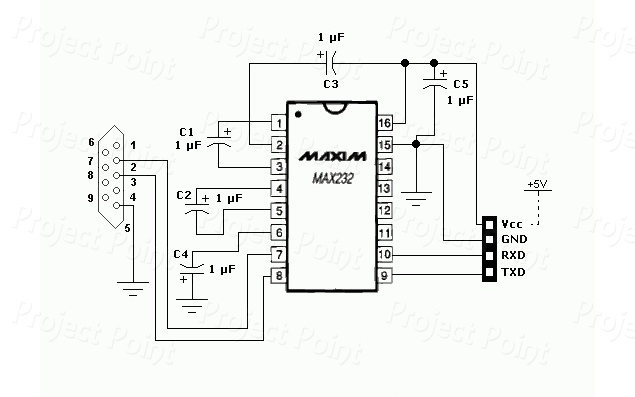 Project Point
1 µF
+
C3
+
C5
1 µF
C1
+
1 µF
1
2
3
4
5
6
7
8
16
15
14
13
12
11
10
9
MAXIM
MAX232
6
7
8
9
1
2
3
4
5
C2
+
1 µF
C4
+
1 µF
+5V
Vcc
GND
RXD
TXD